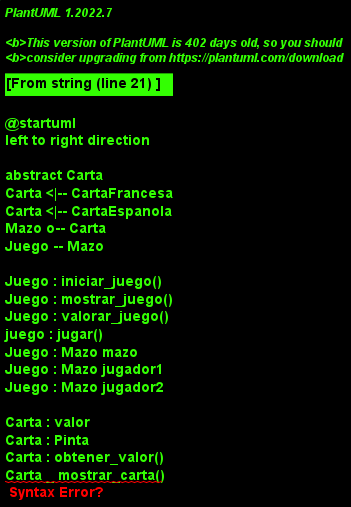 PlantUML 1.2022.7
<b>This version of PlantUML is 402 days old, so you should
<b>consider upgrading from https://plantuml.com/download
[From string (line 21) ]
@startuml
left to right direction
abstract Carta
Carta <|-- CartaFrancesa
Carta <|-- CartaEspanola
Mazo o-- Carta
Juego -- Mazo
Juego : iniciar_juego()
Juego : mostrar_juego()
Juego : valorar_juego()
juego : jugar()
Juego : Mazo mazo
Juego : Mazo jugador1
Juego : Mazo jugador2
Carta : valor
Carta : Pinta
Carta : obtener_valor()
Carta _ mostrar_carta()
Syntax Error?